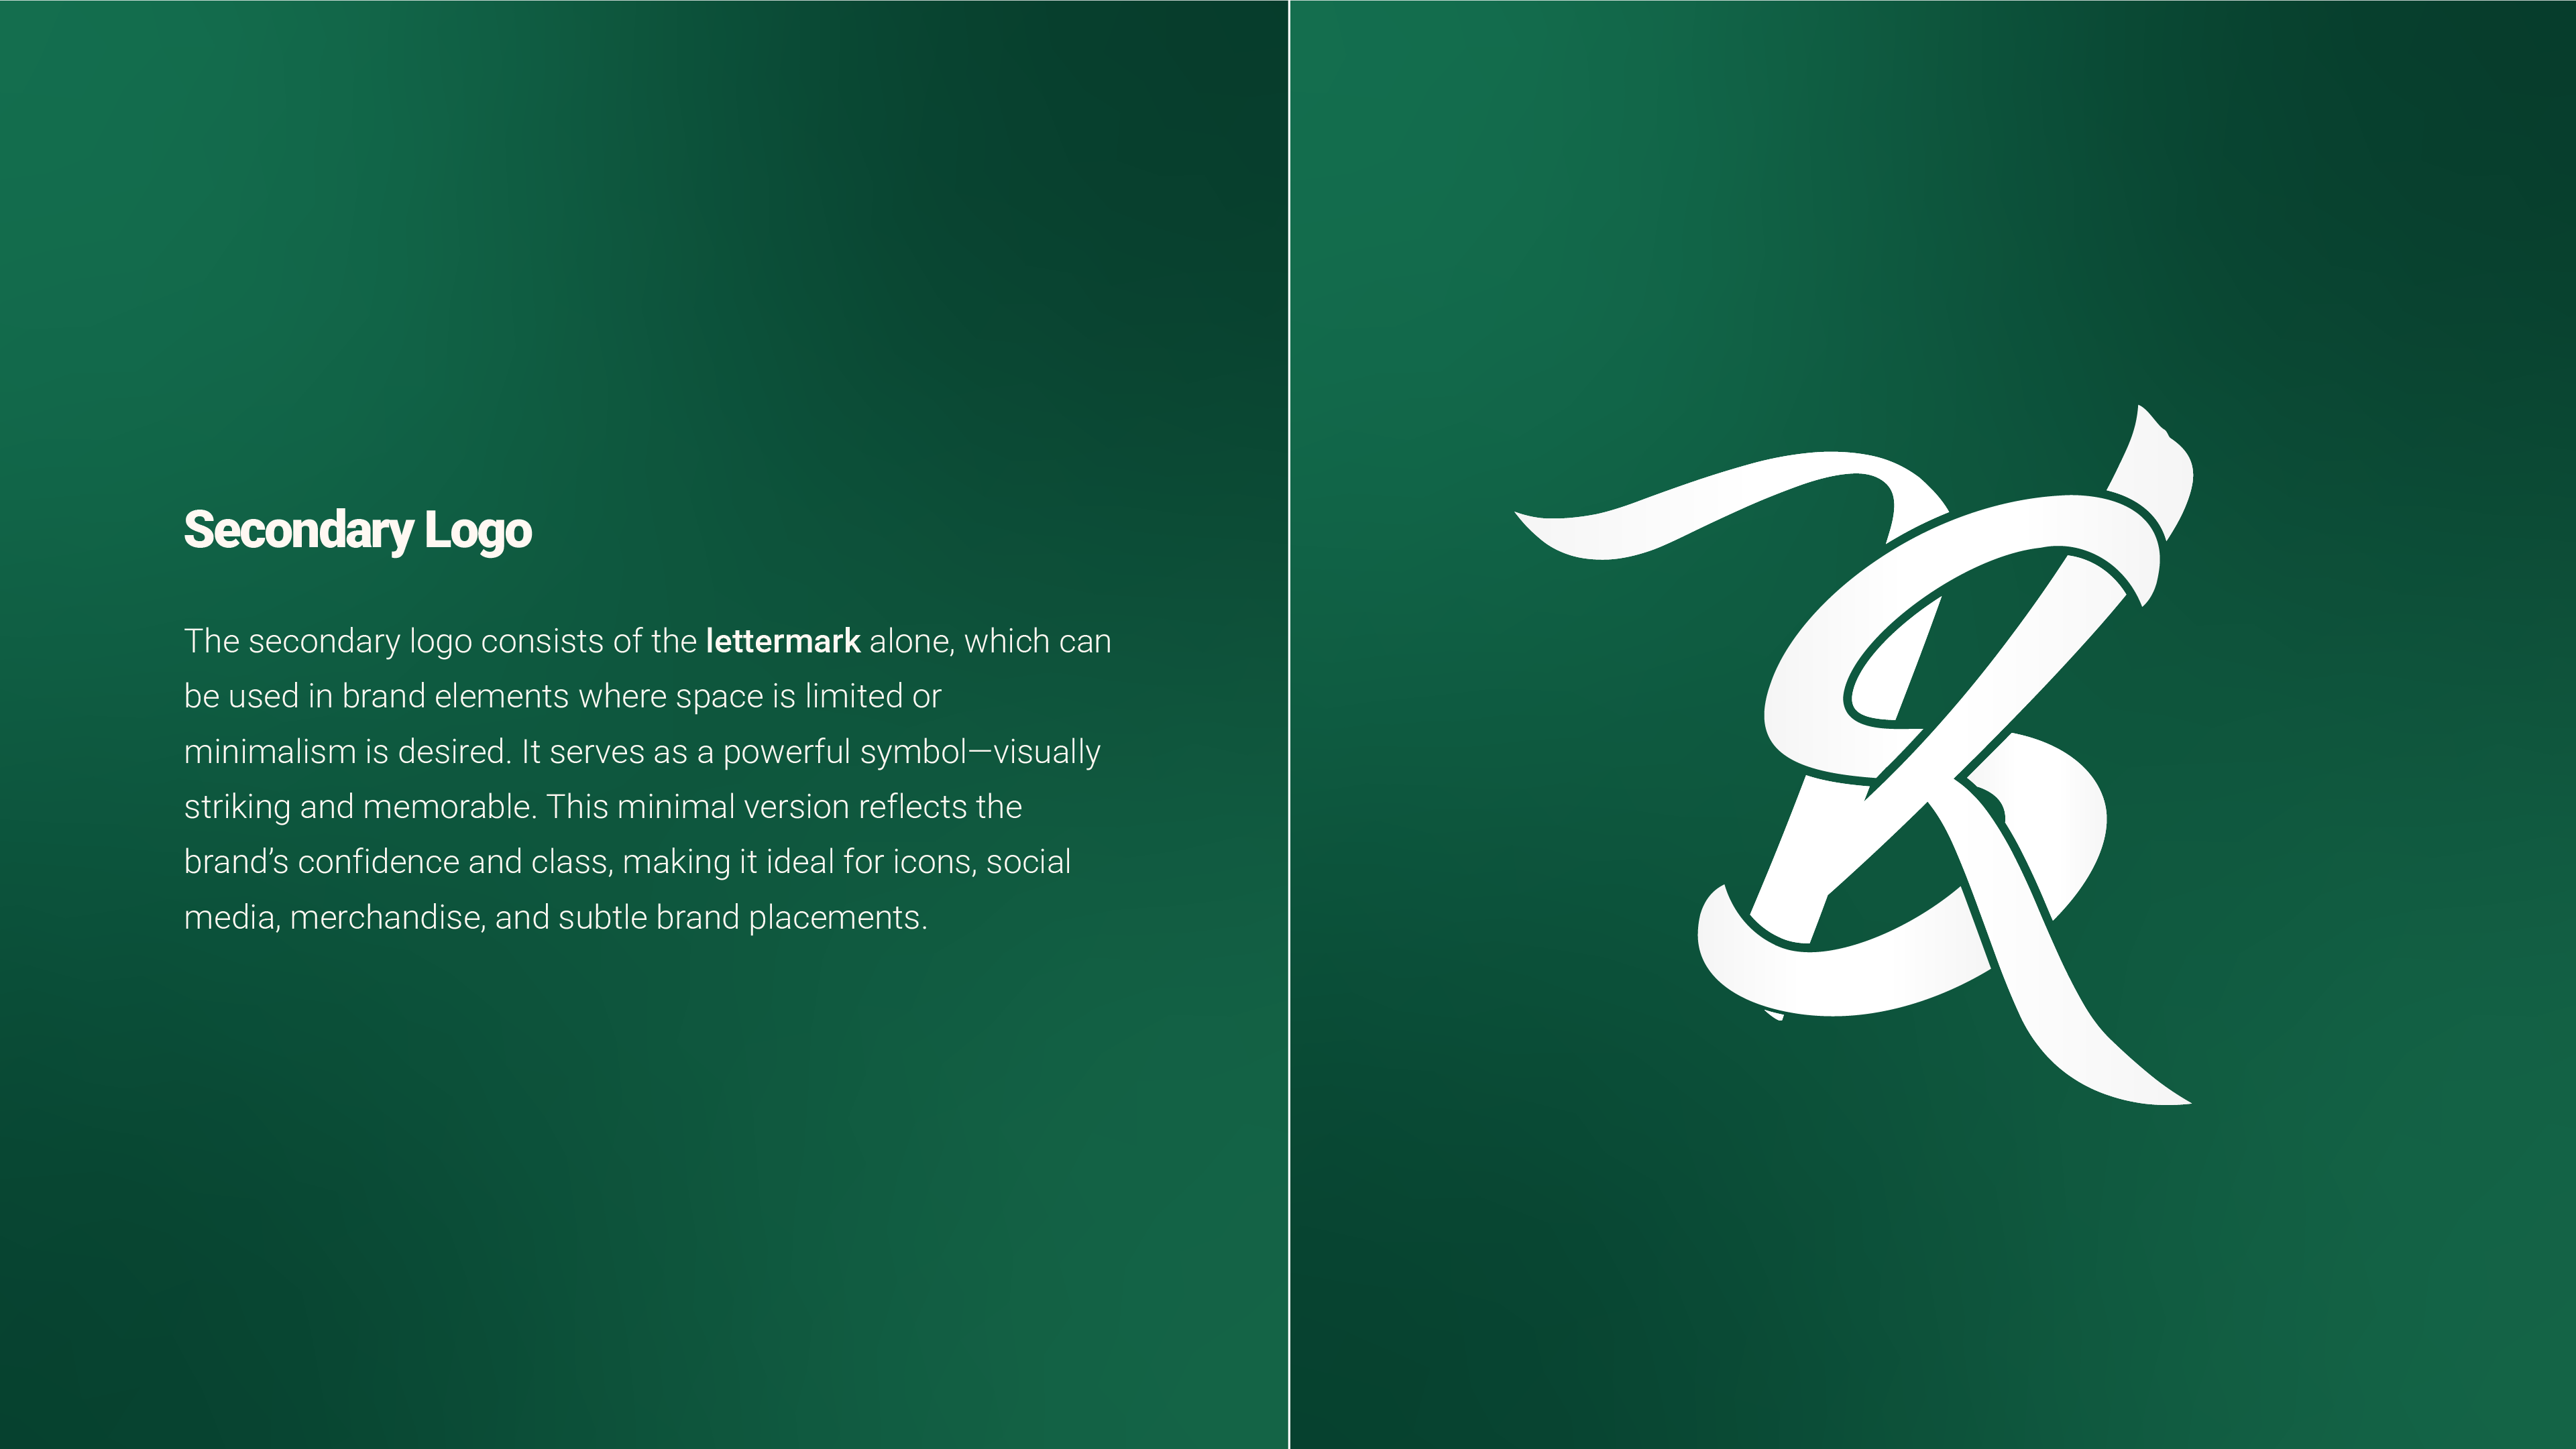 Secondary Logo
The secondary logo consists of the lettermark alone, which can
be used in brand elements where space is limited or
minimalism is desired. It serves as a powerful symbol—visually
striking and memorable. This minimal version reflects the
brand’s confidence and class, making it ideal for icons, social
media, merchandise, and subtle brand placements.